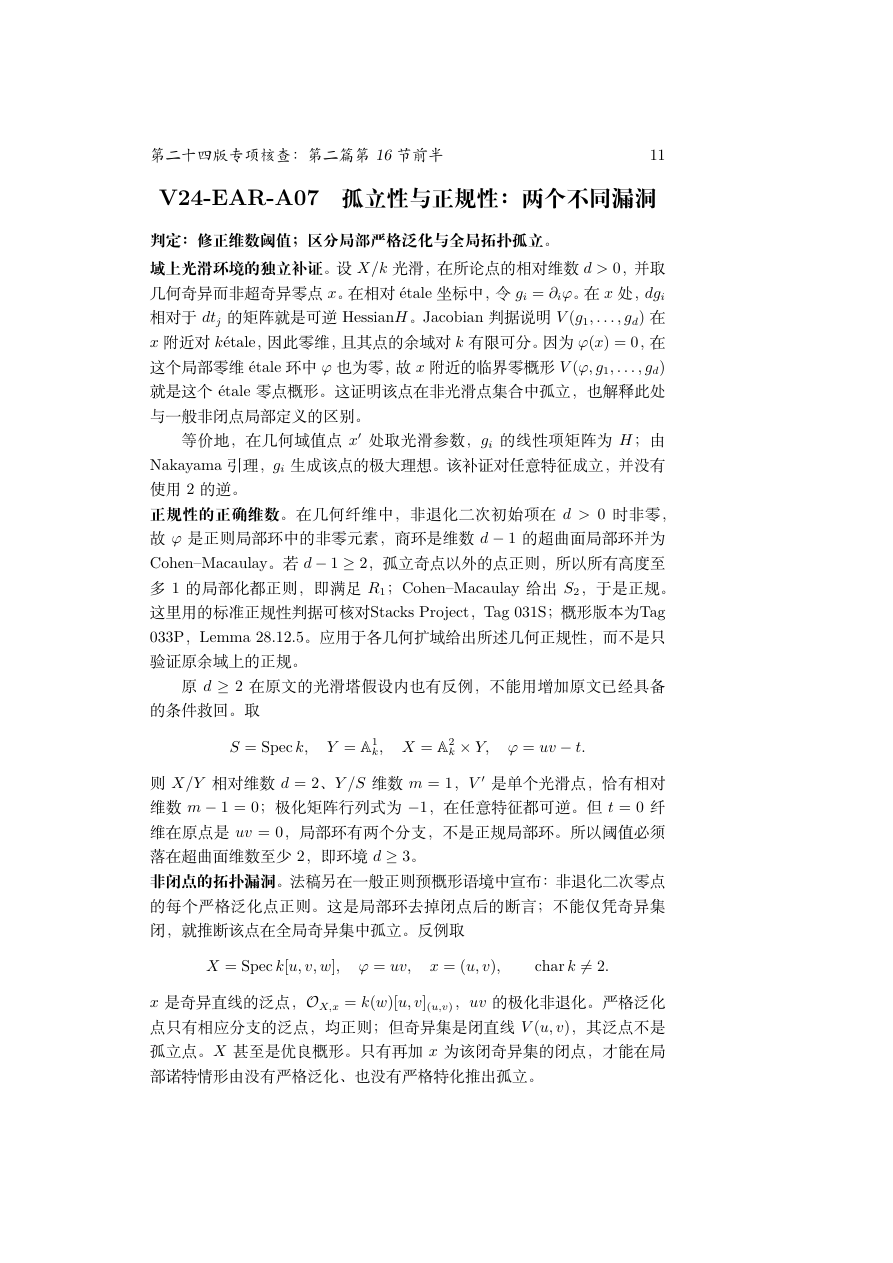 第二十四版专项核查：第二篇第 16 节前半 11
V24-EAR-A07 孤立性与正规性：两个不同漏洞
判定：修正维数阈值；区分局部严格泛化与全局拓扑孤立。
域上光滑环境的独立补证。设 X/k 光滑，在所论点的相对维数 d > 0，并取
几何奇异而非超奇异零点 x。在相对 étale 坐标中，令 gᵢ = ∂ᵢφ。在 x 处，dgᵢ
相对于 dtⱼ 的矩阵就是可逆 HessianH。Jacobian 判据说明 V(g₁, . . . , g_d) 在
x 附近对 kétale，因此零维，且其点的余域对 k 有限可分。因为 φ(x) = 0，在
这个局部零维 étale 环中 φ 也为零，故 x 附近的临界零概形 V(φ, g₁, . . . , g_d)
就是这个 étale 零点概形。这证明该点在非光滑点集合中孤立，也解释此处
与一般非闭点局部定义的区别。
等价地，在几何域值点 x′ 处取光滑参数，gᵢ 的线性项矩阵为 H；由
Nakayama 引理，gᵢ 生成该点的极大理想。该补证对任意特征成立，并没有
使用 2 的逆。
正规性的正确维数。在几何纤维中，非退化二次初始项在 d > 0 时非零，
故 φ 是正则局部环中的非零元素，商环是维数 d − 1 的超曲面局部环并为
Cohen–Macaulay。若 d − 1 ≥ 2，孤立奇点以外的点正则，所以所有高度至
多 1 的局部化都正则，即满足 R₁；Cohen–Macaulay 给出 S₂，于是正规。
这里用的标准正规性判据可核对Stacks Project，Tag 031S；概形版本为Tag
033P，Lemma 28.12.5。应用于各几何扩域给出所述几何正规性，而不是只
验证原余域上的正规。
原 d ≥ 2 在原文的光滑塔假设内也有反例，不能用增加原文已经具备
的条件救回。取
S = Spec k, Y = 𝔸¹ₖ, X = 𝔸²ₖ × Y, φ = uv − t.
则 X/Y 相对维数 d = 2、Y/S 维数 m = 1，V′ 是单个光滑点，恰有相对
维数 m − 1 = 0；极化矩阵行列式为 −1，在任意特征都可逆。但 t = 0 纤
维在原点是 uv = 0，局部环有两个分支，不是正规局部环。所以阈值必须
落在超曲面维数至少 2，即环境 d ≥ 3。
非闭点的拓扑漏洞。法稿另在一般正则预概形语境中宣布：非退化二次零点
的每个严格泛化点正则。这是局部环去掉闭点后的断言；不能仅凭奇异集
闭，就推断该点在全局奇异集中孤立。反例取
X = Spec k[u, v, w], φ = uv, x = (u, v), char k ≠ 2.
x 是奇异直线的泛点，𝒪_{X,x} = k(w)[u, v]_{(u,v)}，uv 的极化非退化。严格泛化
点只有相应分支的泛点，均正则；但奇异集是闭直线 V(u, v)，其泛点不是
孤立点。X 甚至是优良概形。只有再加 x 为该闭奇异集的闭点，才能在局
部诺特情形由没有严格泛化、也没有严格特化推出孤立。